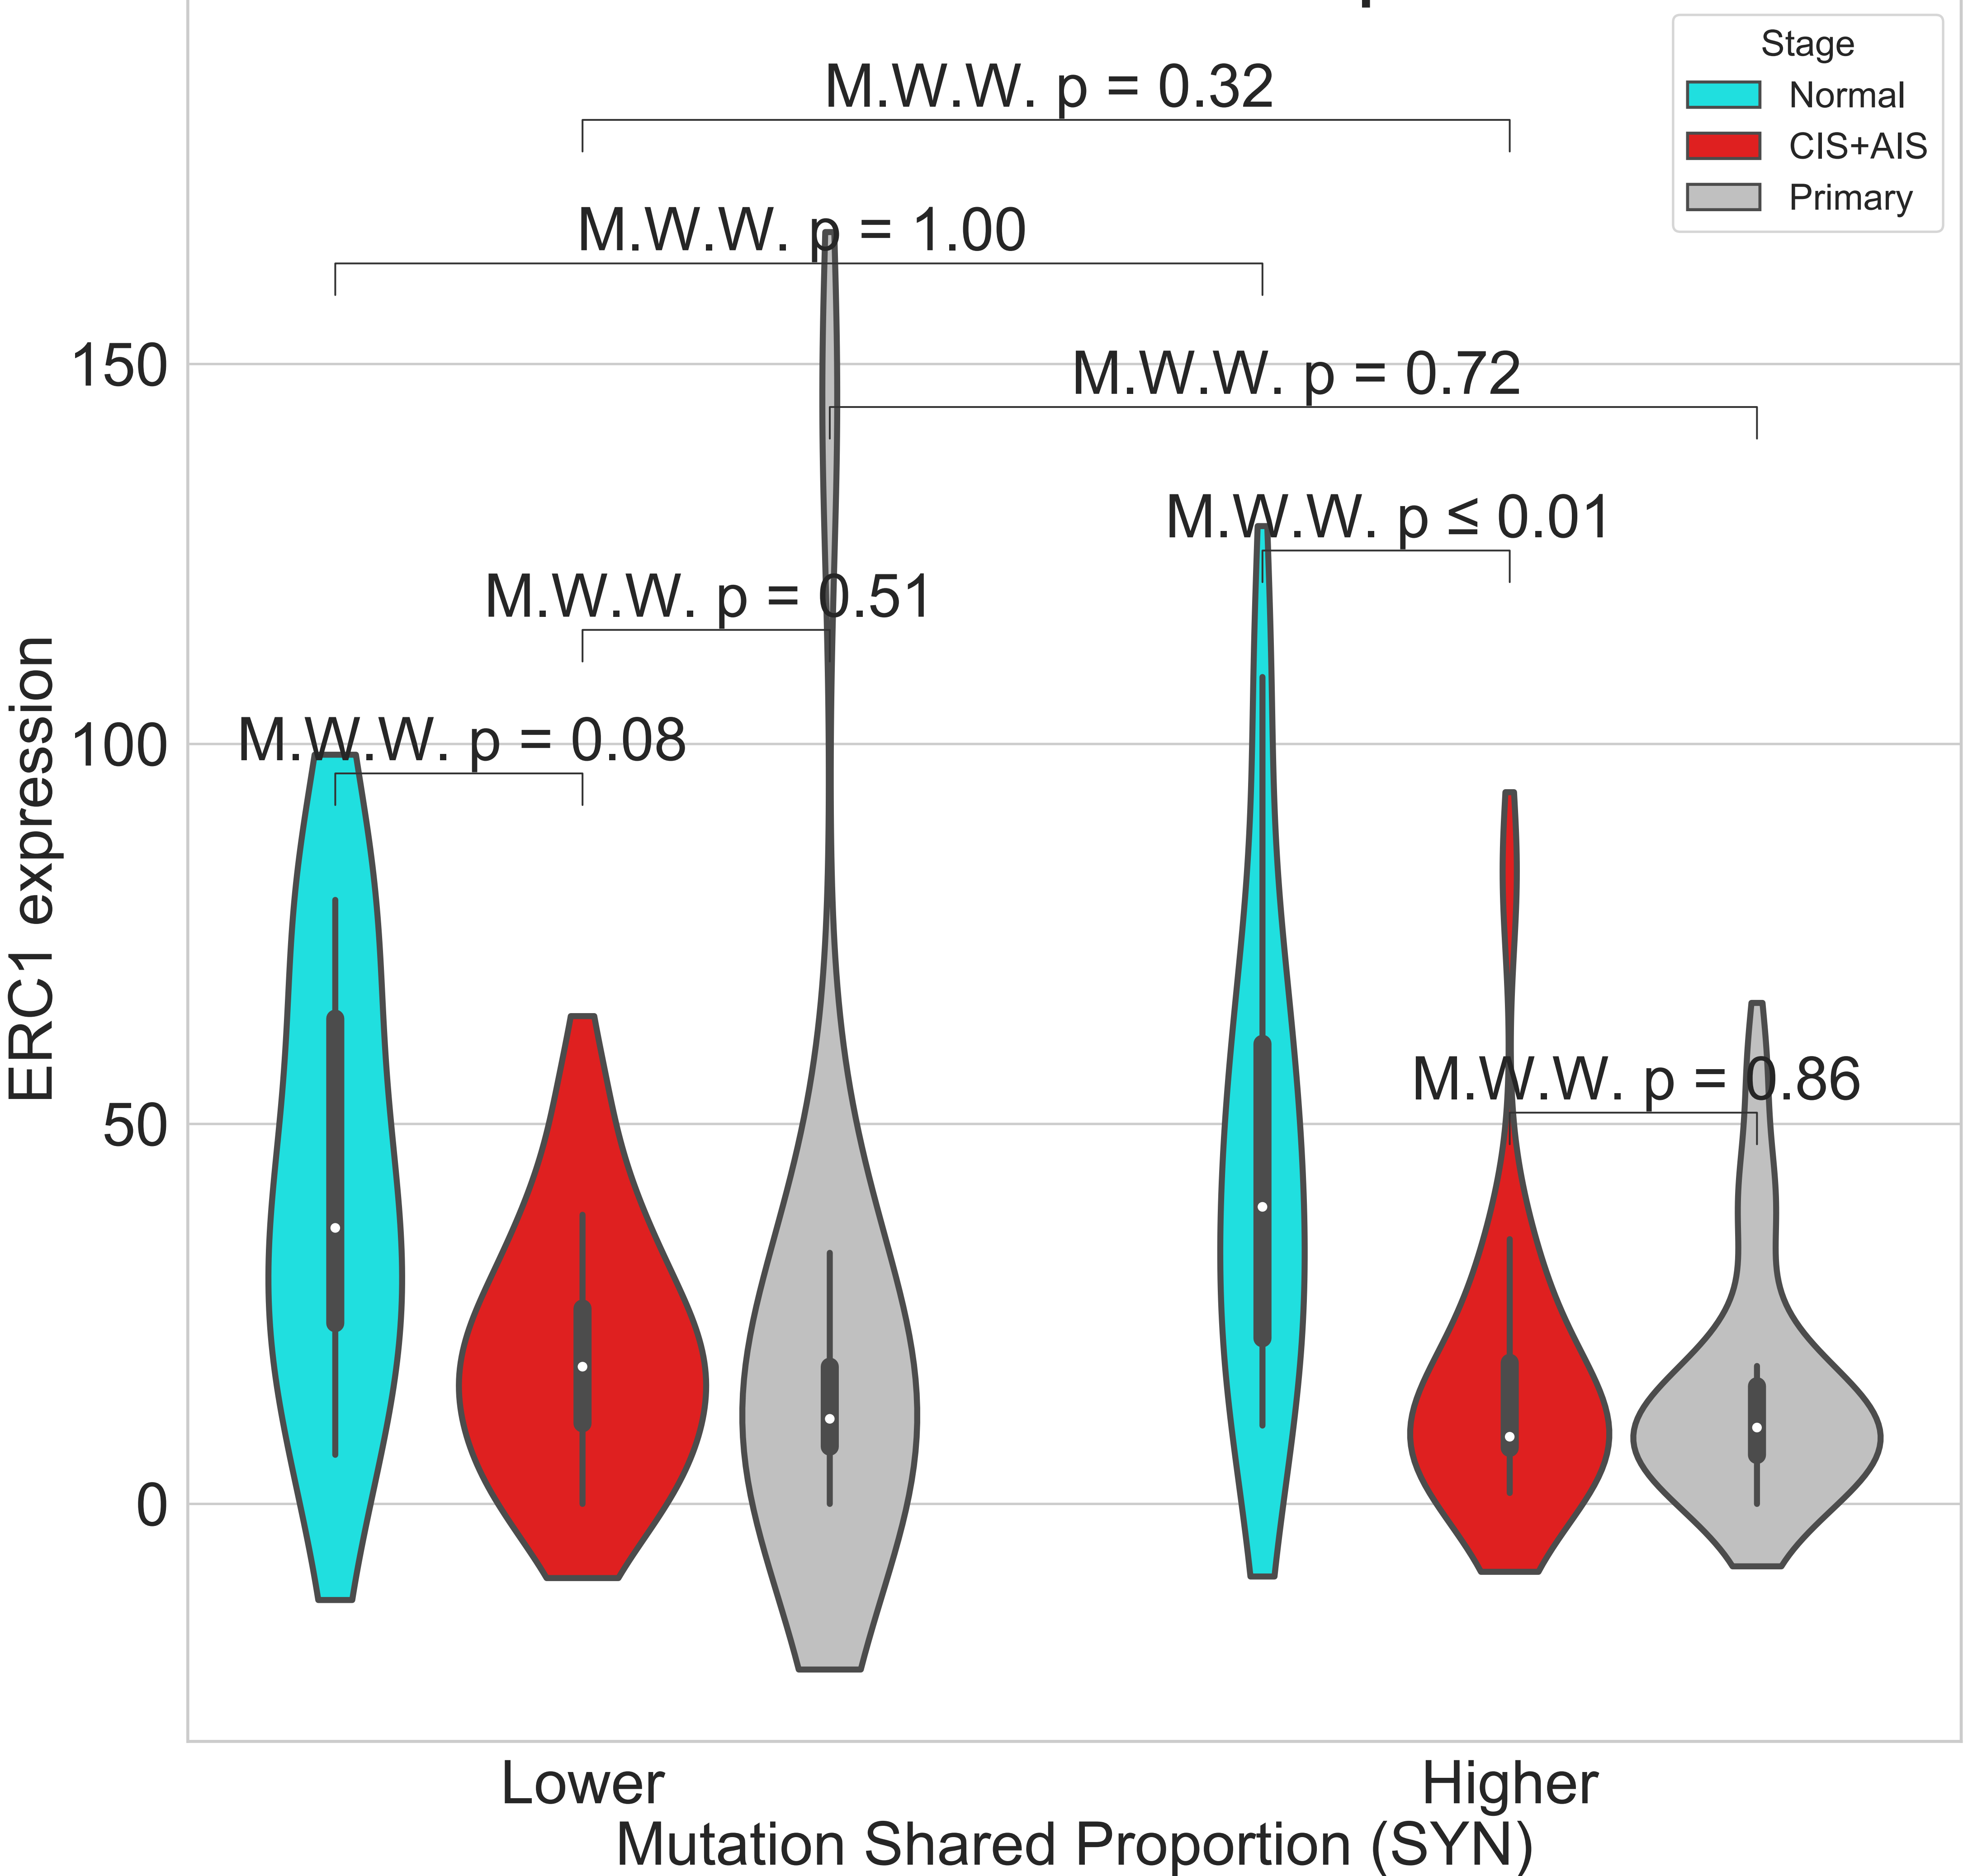 Stage
Normal
CIS+AIS
Primary
M.W.W. p = 0.32
M.W.W. p = 1.00
M.W.W. p = 0.72
M.W.W. p ≤ 0.01
M.W.W. p = 0.51
M.W.W. p = 0.08
M.W.W. p = 0.86
150
100
50
0
ERC1 expression
Lower
Higher
Mutation Shared Proportion (SYN)